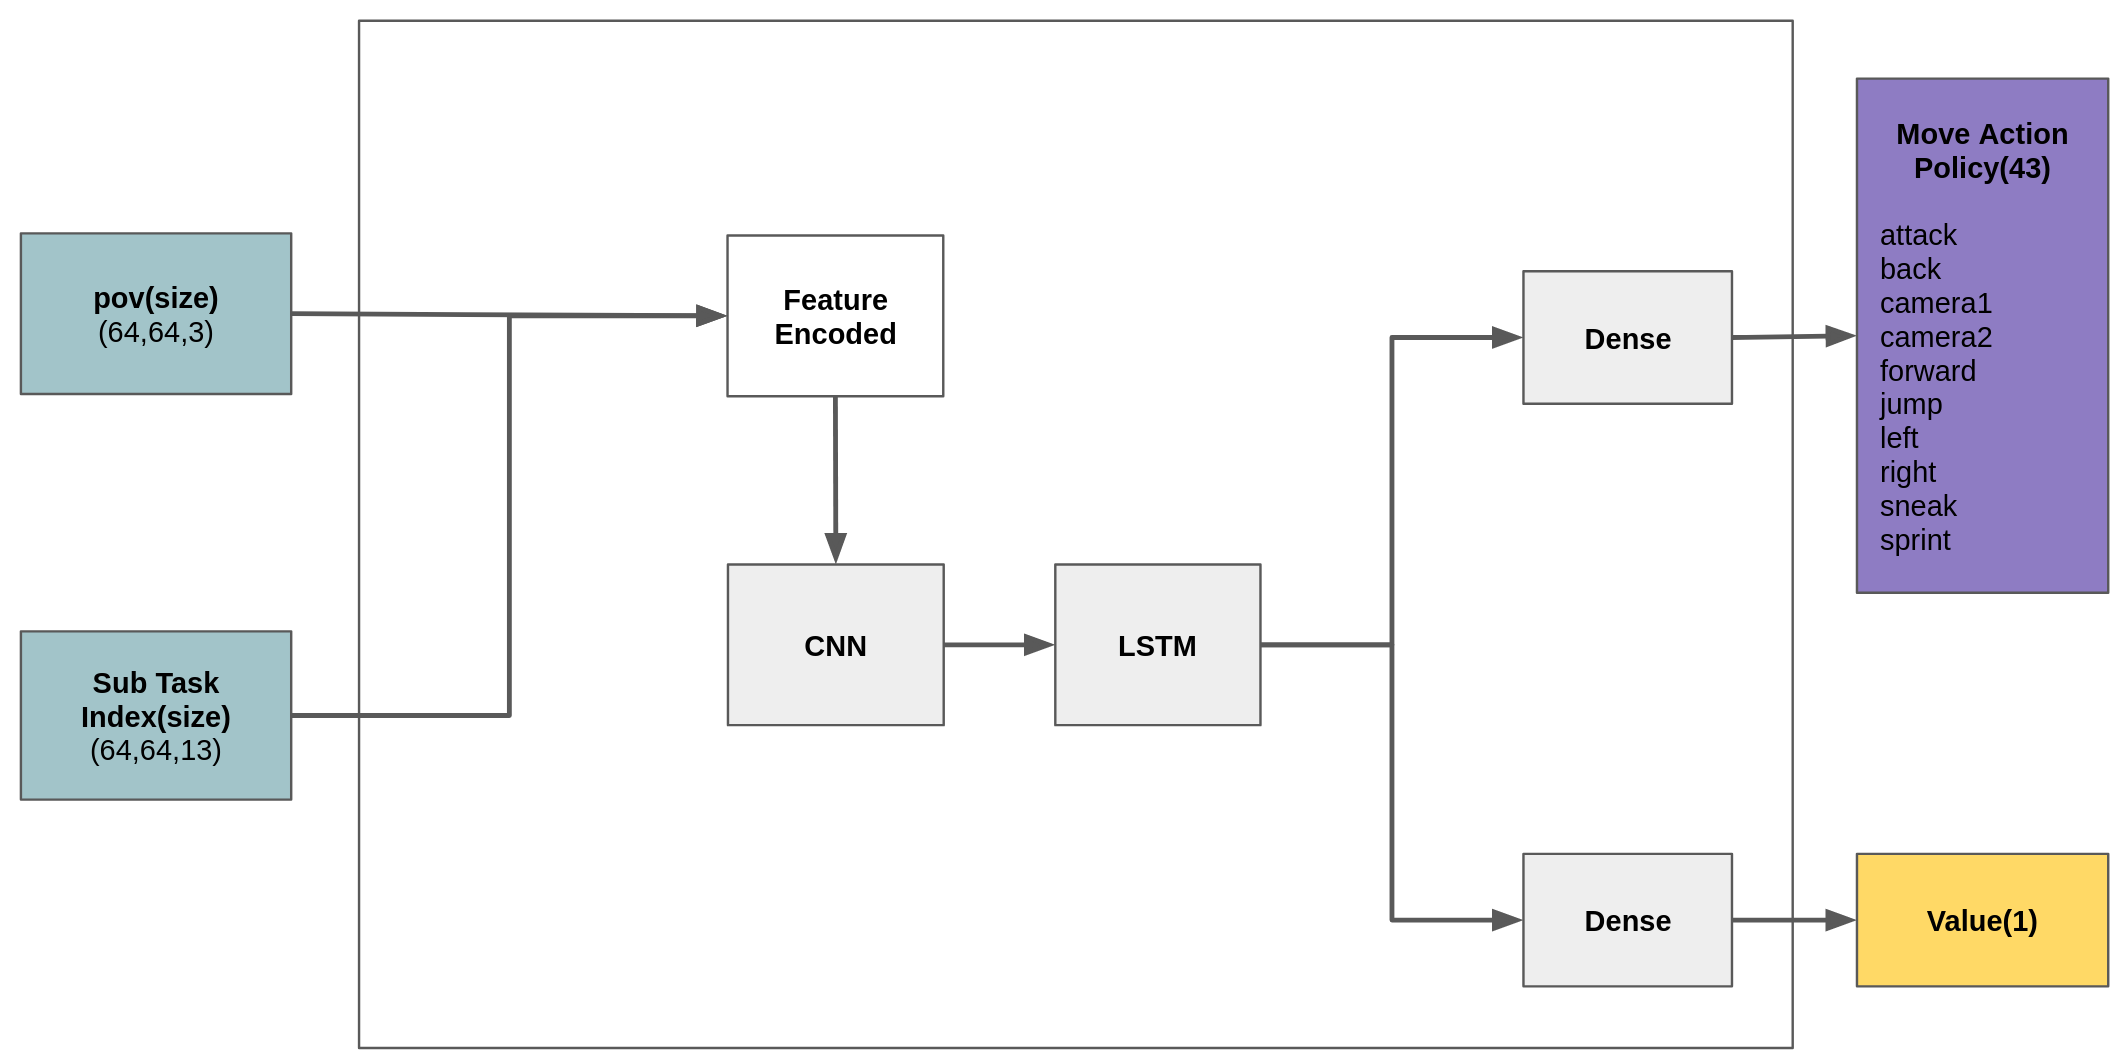 pov(size)
(64,64,3)
Sub Task
Index(size)
(64,64,13)
Feature
Encoded
CNN
LSTM
Dense
Dense
Move Action
Policy(43)
attack
back
camera1
camera2
forward
jump
left
right
sneak
sprint
Value(1)